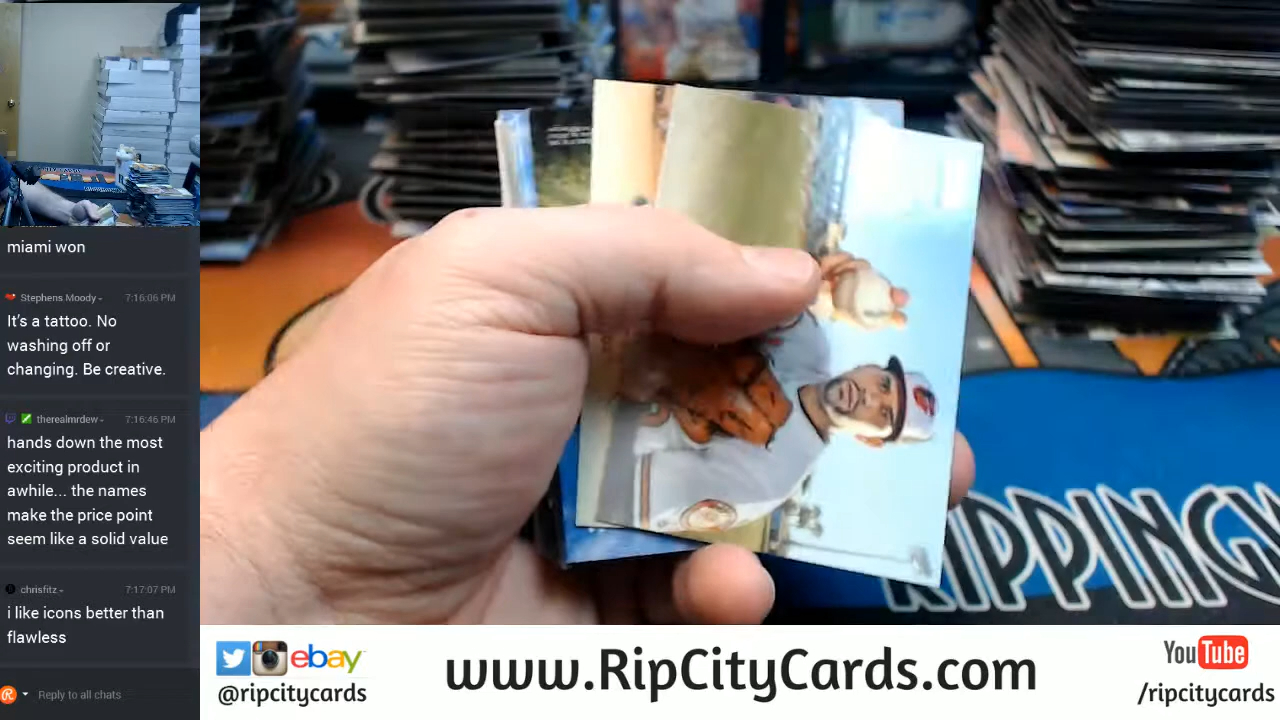 miami won
Stephens Moody 7:16:06 PM
It's a tattoo. No
washing off or
changing. Be creative.
therealmrdew 7:16:46 PM
hands down the most
exciting product in
awhile... the names
make the price point
seem like a solid value
chrisfitz 7:17:07 PM
i like icons better than
flawless
Reply to all chats
RIPPING
ebay
@ripcitycards
www.RipCityCards.com
YouTube
/ripcitycards